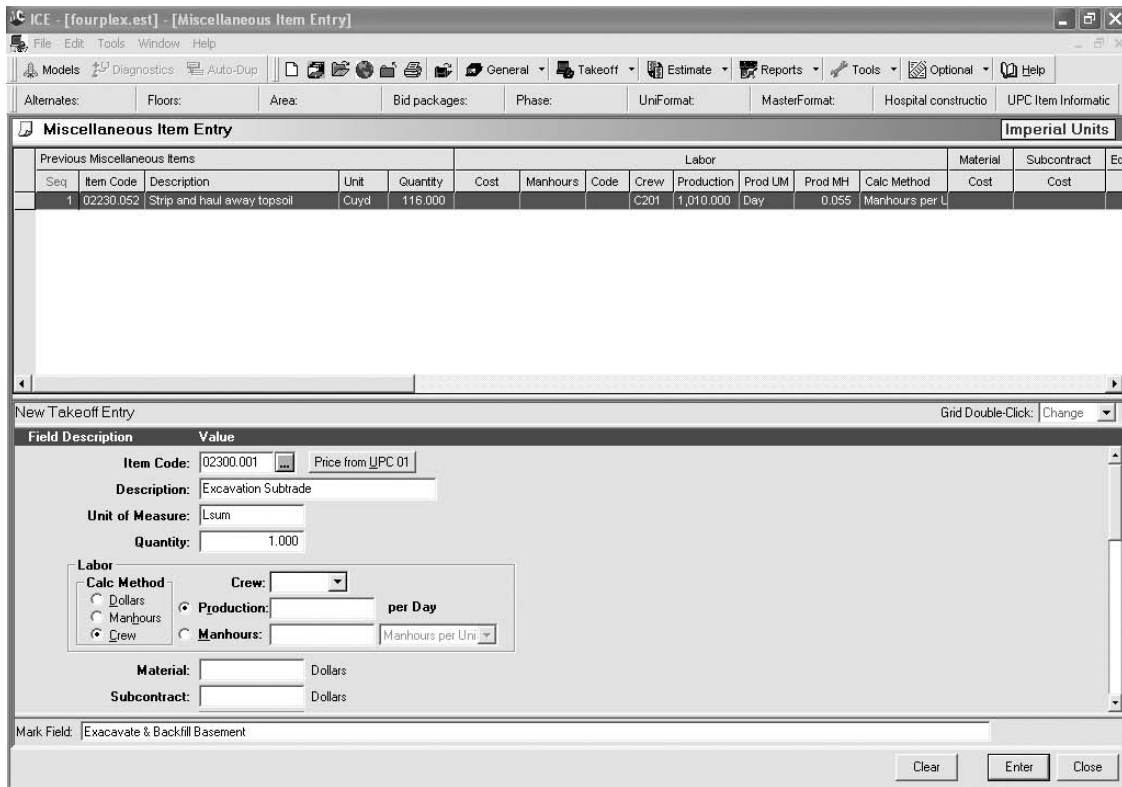 ICE - [fourplex.est] - [Miscellaneous Item Entry]
File Edit Tools Window Help
Models Diagnostics Auto-Dup General Takeoff Estimate Reports Tools Optional Help
Alternates: Floors: Area: Bid packages: Phase: UniFormat: MasterFormat: Hospital constructio UPC Item Informatic
Miscellaneous Item Entry Imperial Units
Previous Miscellaneous Items Labor Material Subcontract Ec
Seq Item Code Description Unit Quantity Cost Manhours Code Crew Production Prod UM Prod MH Calc Method Cost Cost
1 02230.052 Strip and haul away topsoil Cuyd 116.000 C201 1,010.000 Day 0.055 Manhours per U
New Takeoff Entry Grid Double-Click: Change
Field Description Value
Item Code: 02300.001 ... Price from UPC 01
Description: Excavation Subtrade
Unit of Measure: Lsum
Quantity: 1.000
Labor
Calc Method Crew:
Dollars
Production: per Day
Manhours
Crew Manhours: Manhours per Uni
Material: Dollars
Subcontract: Dollars
Mark Field: Exacavate & Backfill Basement
Clear Enter Close